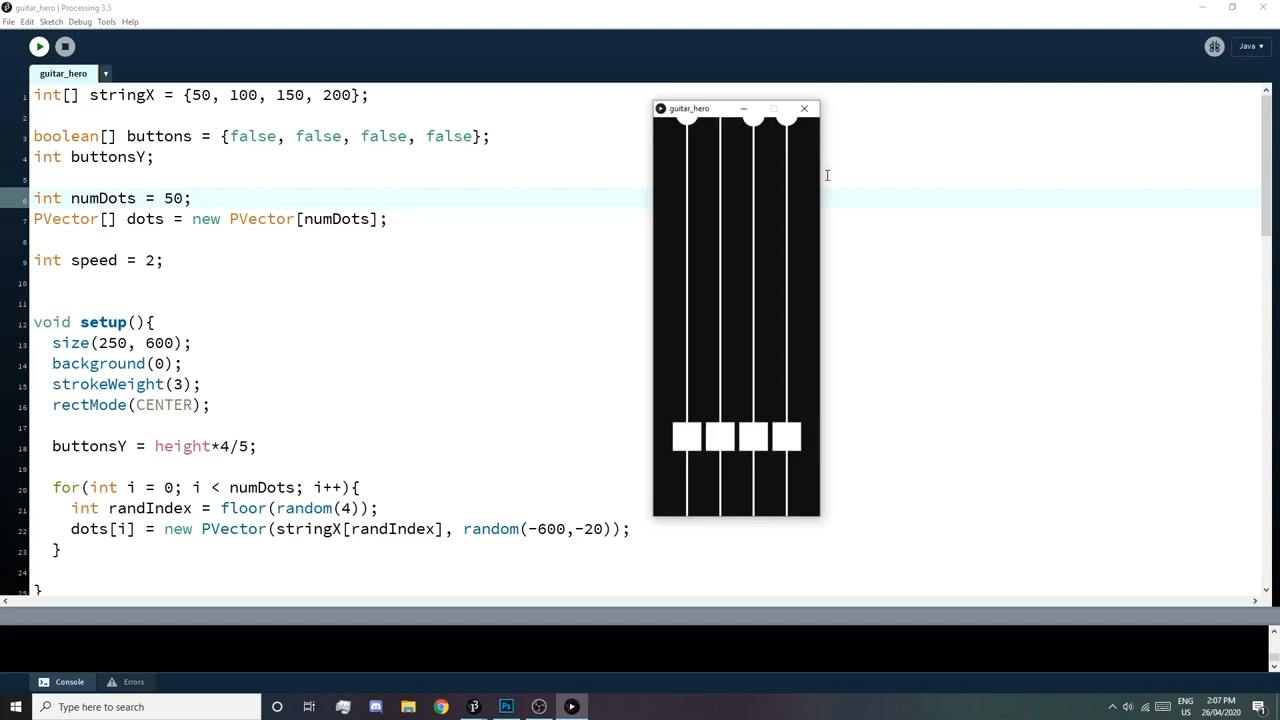 guitar_hero | Processing 3.3
File Edit Sketch Debug Tools Help
Java ▾
guitar_hero ▾
1 int[] stringX = {50, 100, 150, 200};
2
3 boolean[] buttons = {false, false, false, false};
4 int buttonsY;
5
6 int numDots = 50;
7 PVector[] dots = new PVector[numDots];
8
9 int speed = 2;
10
11
12 void setup(){
13 size(250, 600);
14 background(0);
15 strokeWeight(3);
16 rectMode(CENTER);
17
18 buttonsY = height*4/5;
19
20 for(int i = 0; i < numDots; i++){
21 int randIndex = floor(random(4));
22 dots[i] = new PVector(stringX[randIndex], random(-600,-20));
23 }
24
25 }
guitar_hero
Console Errors
Type here to search
Ps
ENG 2:07 PM
US 26/04/2020
1